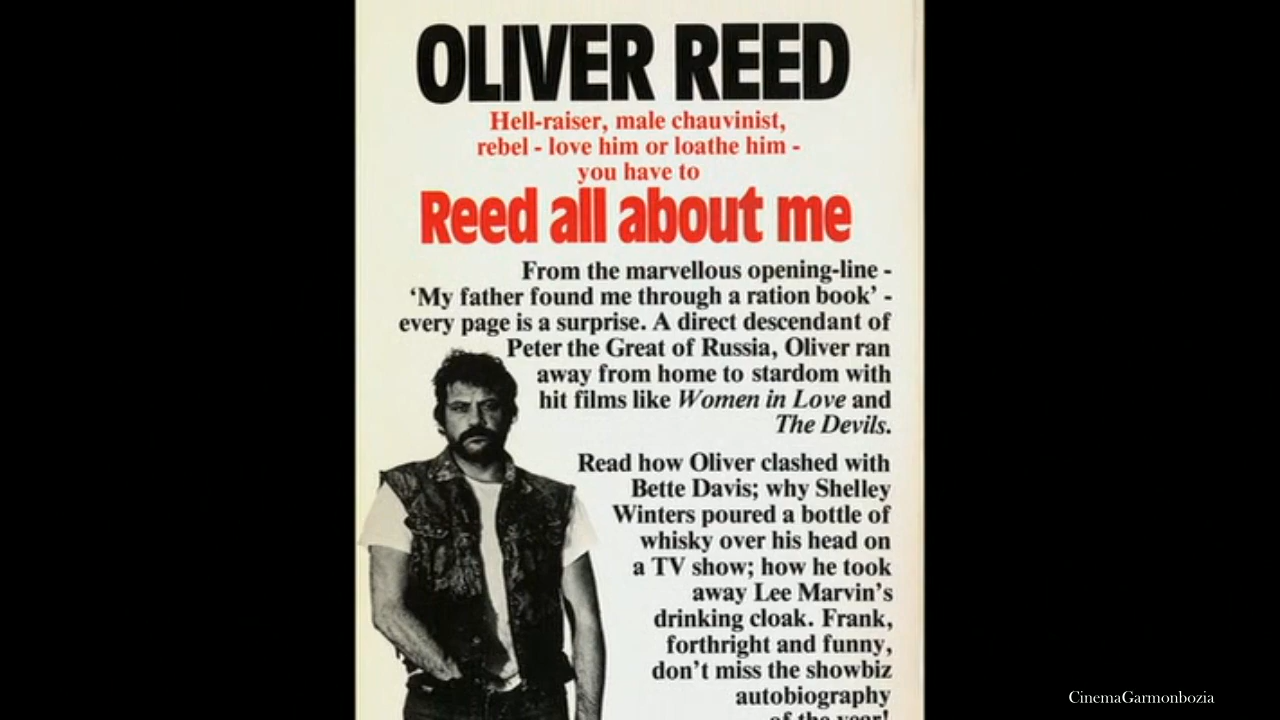 OLIVER REED
Hell-raiser, male chauvinist,
rebel - love him or loathe him -
you have to
Reed all about me
From the marvellous opening-line -
‘My father found me through a ration book’ -
every page is a surprise. A direct descendant of
Peter the Great of Russia, Oliver ran
away from home to stardom with
hit films like Women in Love and
The Devils.
Read how Oliver clashed with
Bette Davis; why Shelley
Winters poured a bottle of
whisky over his head on
a TV show; how he took
away Lee Marvin’s
drinking cloak. Frank,
forthright and funny,
don’t miss the showbiz
autobiography
of the year!
CinemaGarmonbozia